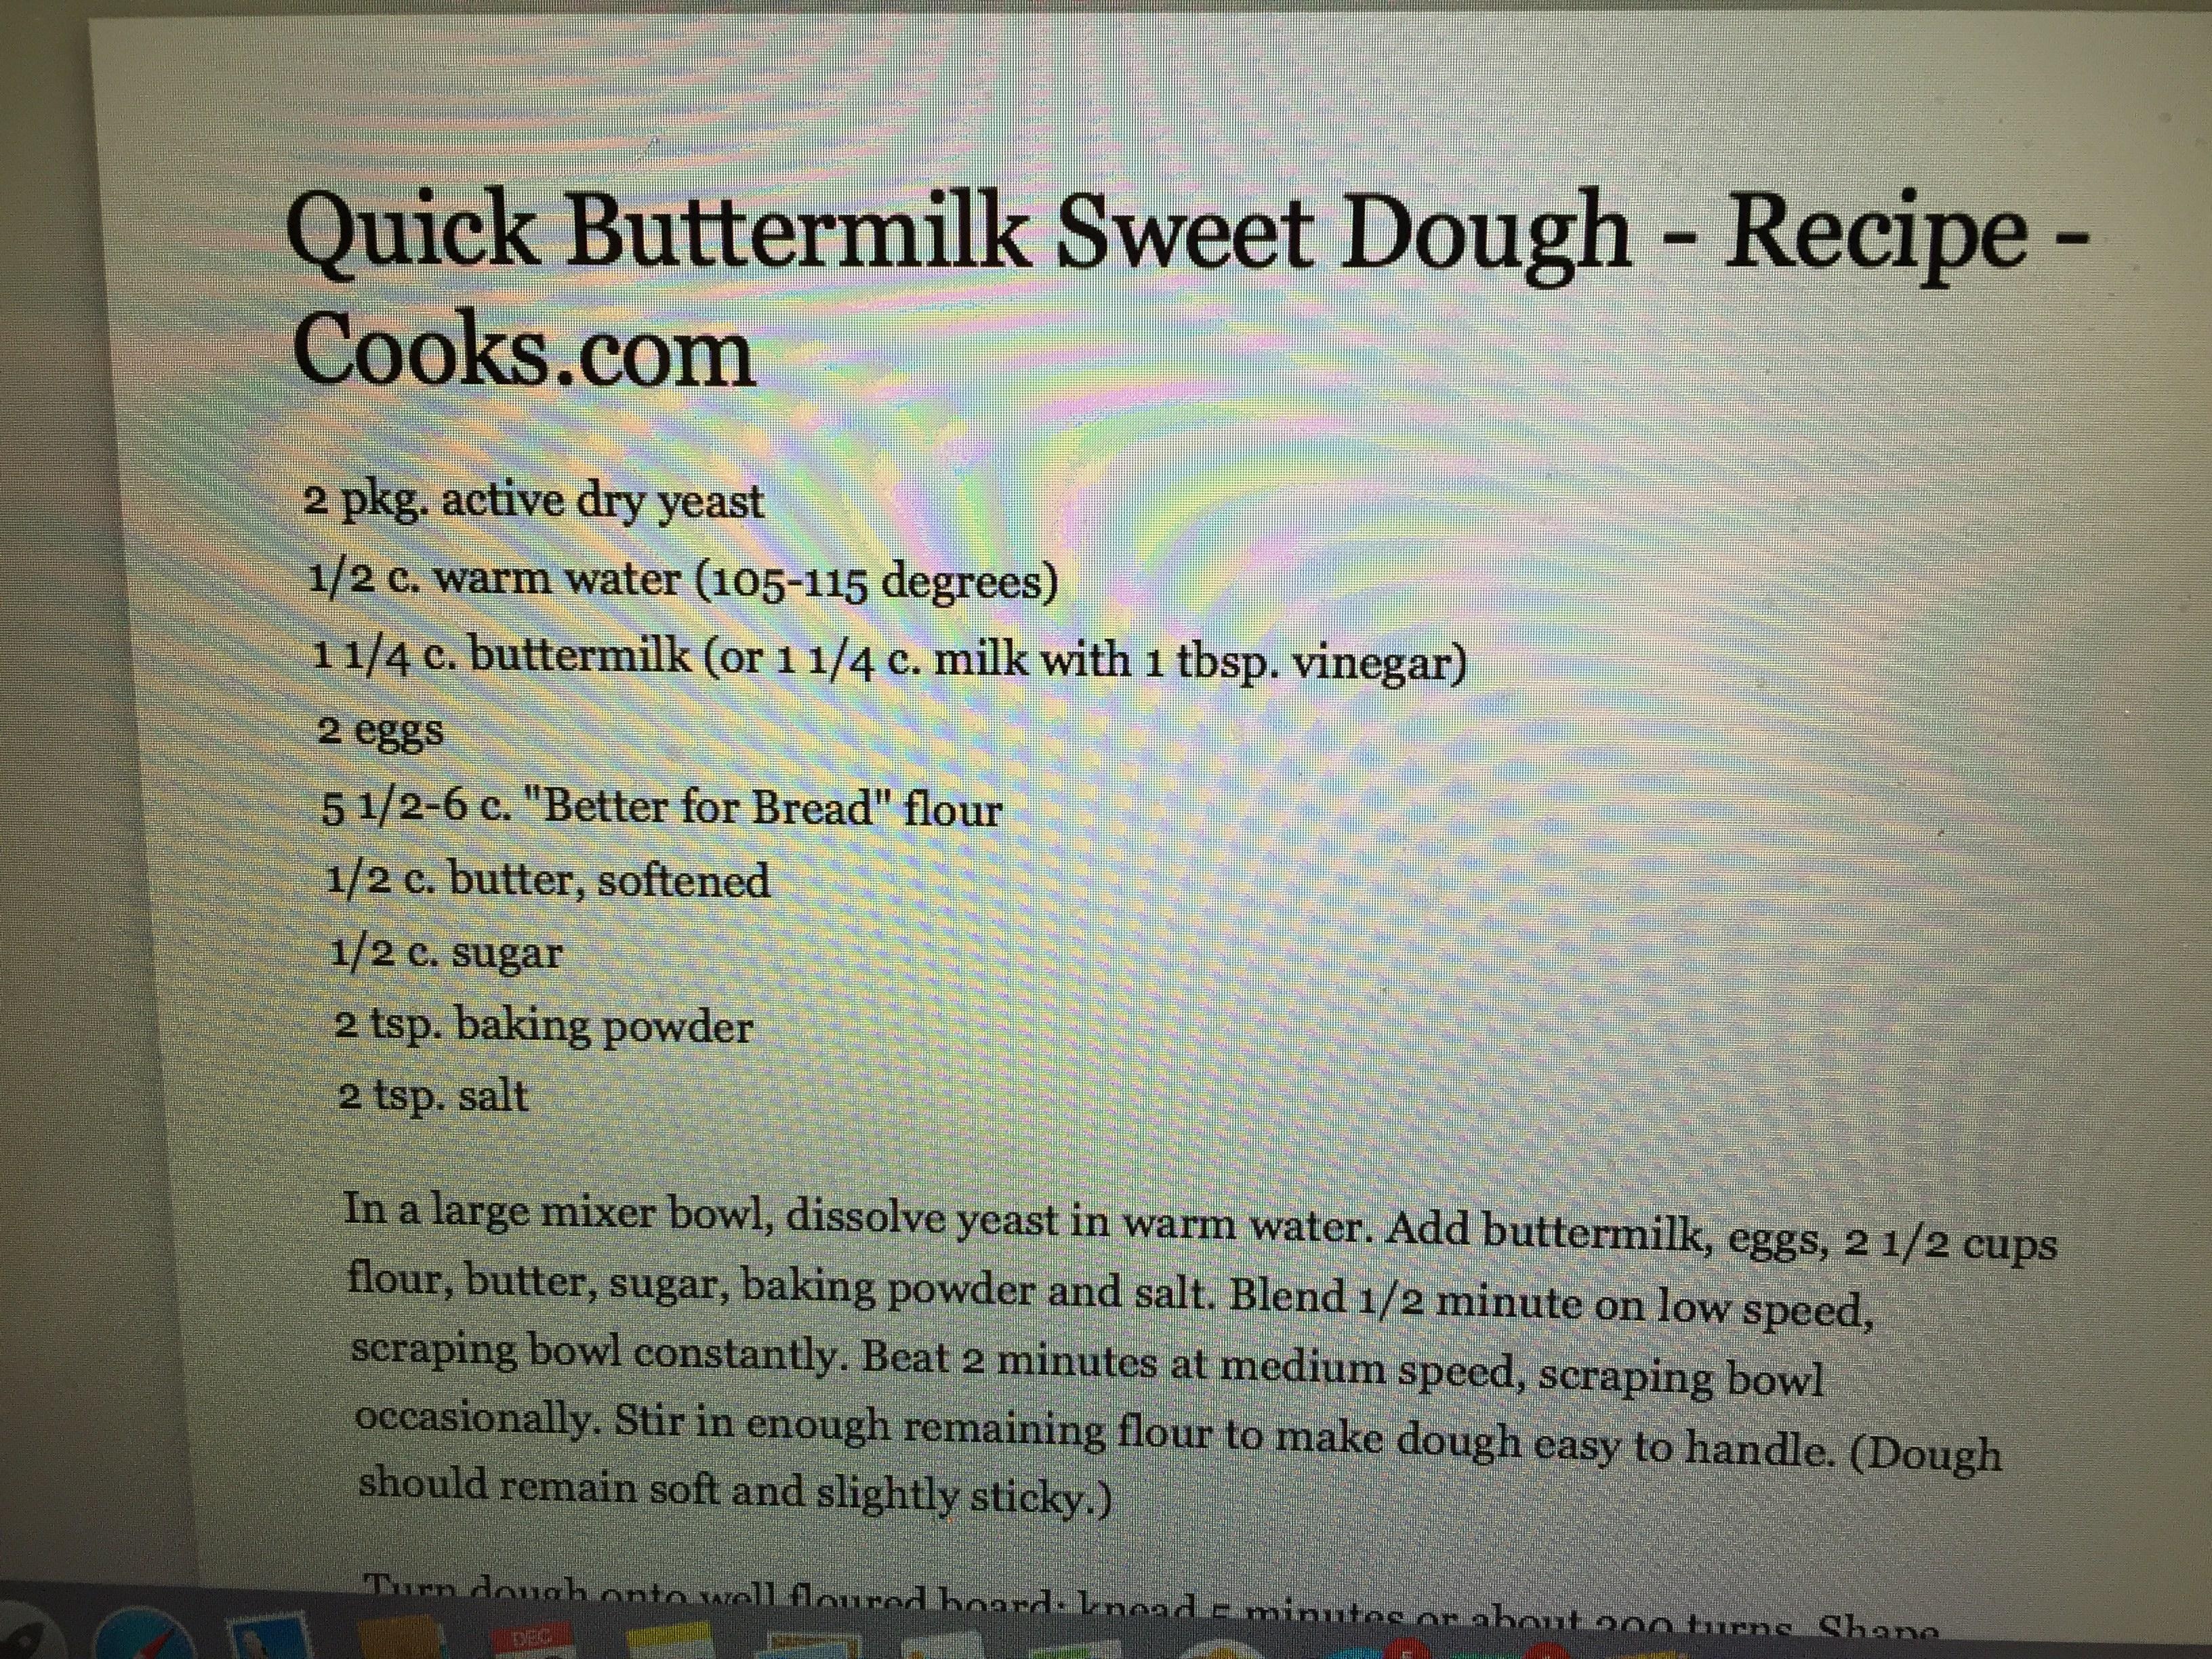 Quick Buttermilk Sweet Dough - Recipe -
Cooks.com
2 pkg. active dry yeast
1/2 c. warm water (105-115 degrees)
1 1/4 c. buttermilk (or 1 1/4 c. milk with 1 tbsp. vinegar)
2 eggs
5 1/2-6 c. "Better for Bread" flour
1/2 c. butter, softened
1/2 c. sugar
2 tsp. baking powder
2 tsp. salt
In a large mixer bowl, dissolve yeast in warm water. Add buttermilk, eggs, 2 1/2 cups
flour, butter, sugar, baking powder and salt. Blend 1/2 minute on low speed,
scraping bowl constantly. Beat 2 minutes at medium speed, scraping bowl
occasionally. Stir in enough remaining flour to make dough easy to handle. (Dough
should remain soft and slightly sticky.)
Turn dough onto well floured board; knead 5 minutes or about 200 turns. Shape
DEC